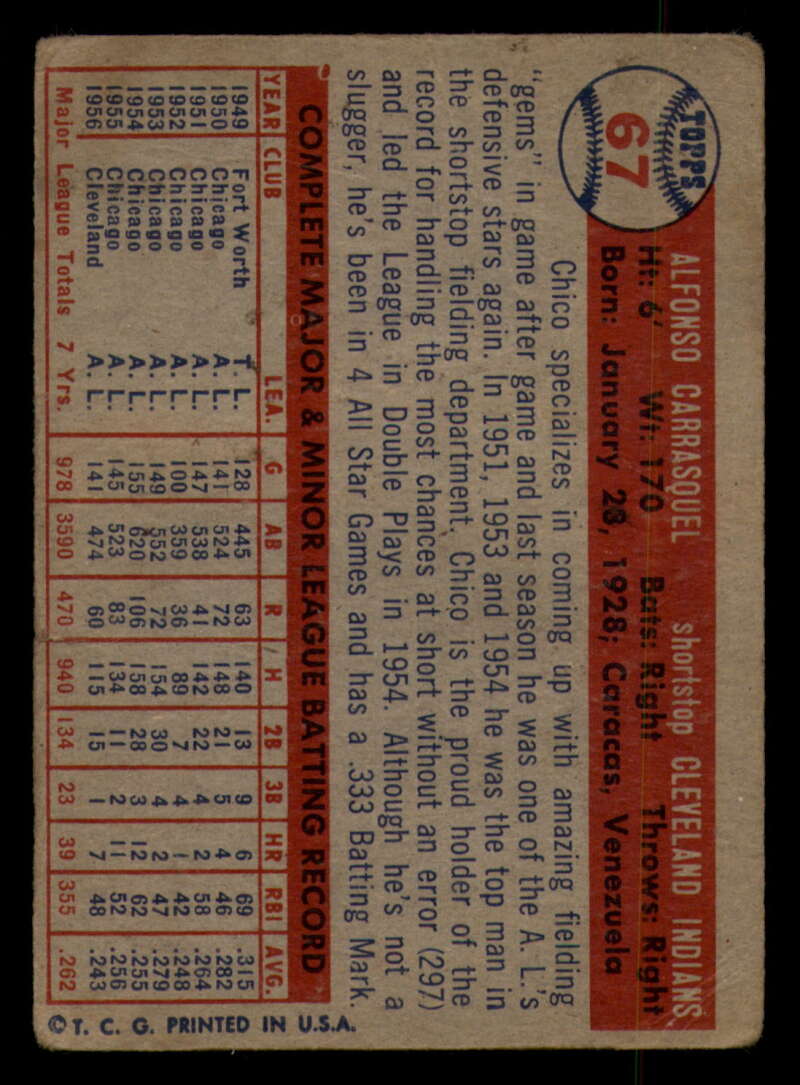 TOPPS
67
ALFONSO CARRASQUEL shortstop CLEVELAND INDIANS
Ht: 6' Wt: 170 Bats: Right Throws: Right
Born: January 23, 1928; Caracas, Venezuela
Chico specializes in coming up with amazing fielding
"gems" in game after game and last season he was one of the A. L.'s
defensive stars again. In 1951, 1953 and 1954 he was the top man in
the shortstop fielding department. Chico is the proud holder of the
record for handling the most chances at short without an error (297)
and led the League in Double Plays in 1954. Although he's not a
slugger, he's been in 4 All Star Games and has a .333 Batting Mark.
COMPLETE MAJOR & MINOR LEAGUE BATTING RECORD
YEAR CLUB LEA. G AB R H 2B 3B HR RBI AVG.
1949 Fort Worth T. L. 128 445 63 140 13 9 6 69 .315
1950 Chicago A. L. 141 524 72 148 21 5 4 46 .282
1951 Chicago A. L. 147 538 41 142 22 4 2 58 .264
1952 Chicago A. L. 100 359 36 89 7 4 1 42 .248
1953 Chicago A. L. 149 552 72 154 30 4 2 47 .279
1954 Chicago A. L. 155 620 106 158 28 3 12 62 .255
1955 Chicago A. L. 145 523 83 134 11 2 11 52 .256
1956 Cleveland A. L. 141 474 60 115 15 1 7 48 .243
Major League Totals 7 Yrs. 978 3590 470 940 134 23 39 355 .262
© T. C. G. PRINTED IN U.S.A.